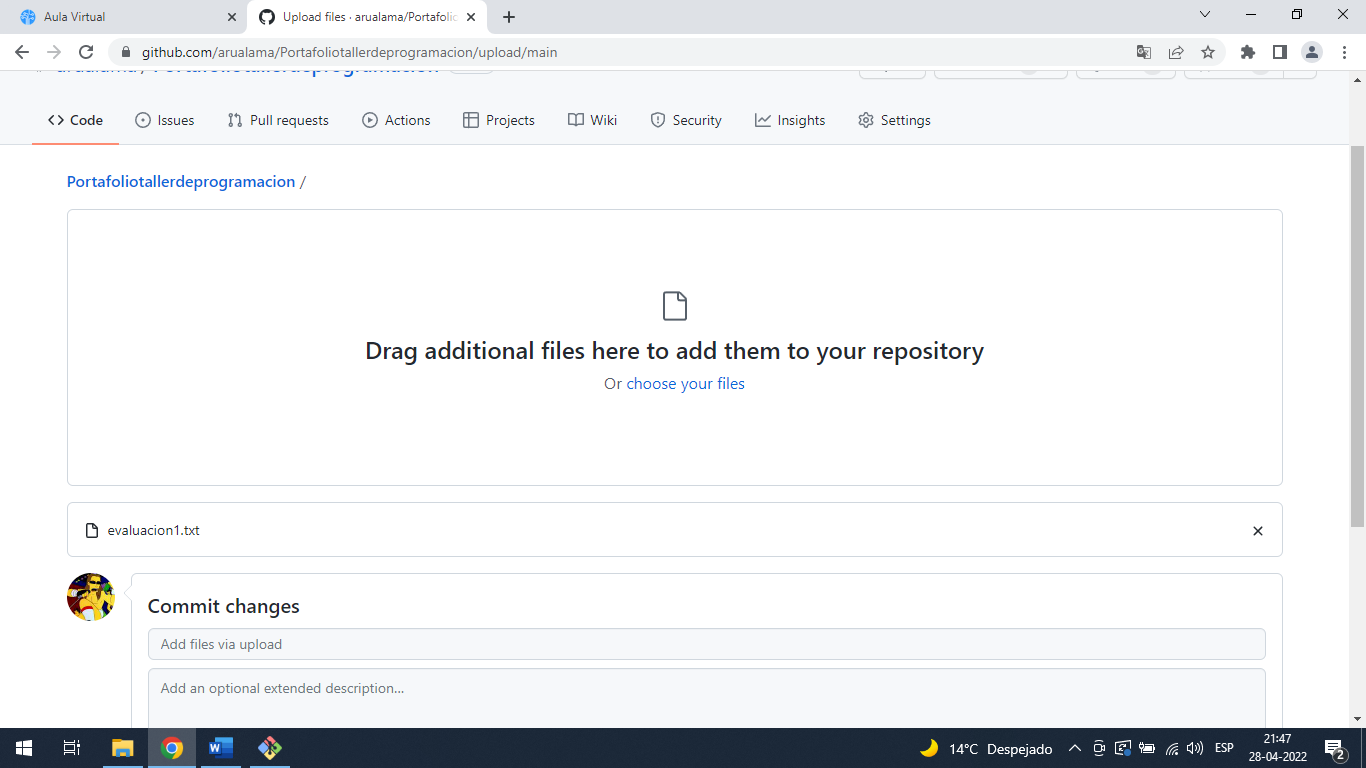 Aula Virtual
Upload files · arualama/Portafolio
github.com/arualama/Portafoliotallerdeprogramacion/upload/main
arualama / Portafoliotallerdeprogramacion
Code Issues Pull requests Actions Projects Wiki Security Insights Settings
Portafoliotallerdeprogramacion /
Drag additional files here to add them to your repository
Or choose your files
evaluacion1.txt
Commit changes
Add files via upload
Add an optional extended description...
14°C Despejado
ESP
21:47
28-04-2022
2